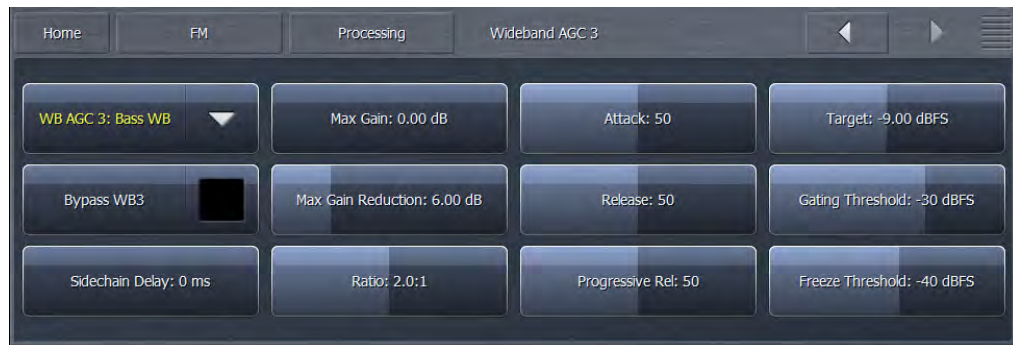 Home
FM
Processing
Wideband AGC 3
WB AGC 3: Bass WB
Max Gain: 0.00 dB
Attack: 50
Target: -9.00 dBFS
Bypass WB3
Max Gain Reduction: 6.00 dB
Release: 50
Gating Threshold: -30 dBFS
Sidechain Delay: 0 ms
Ratio: 2.0:1
Progressive Rel: 50
Freeze Threshold: -40 dBFS